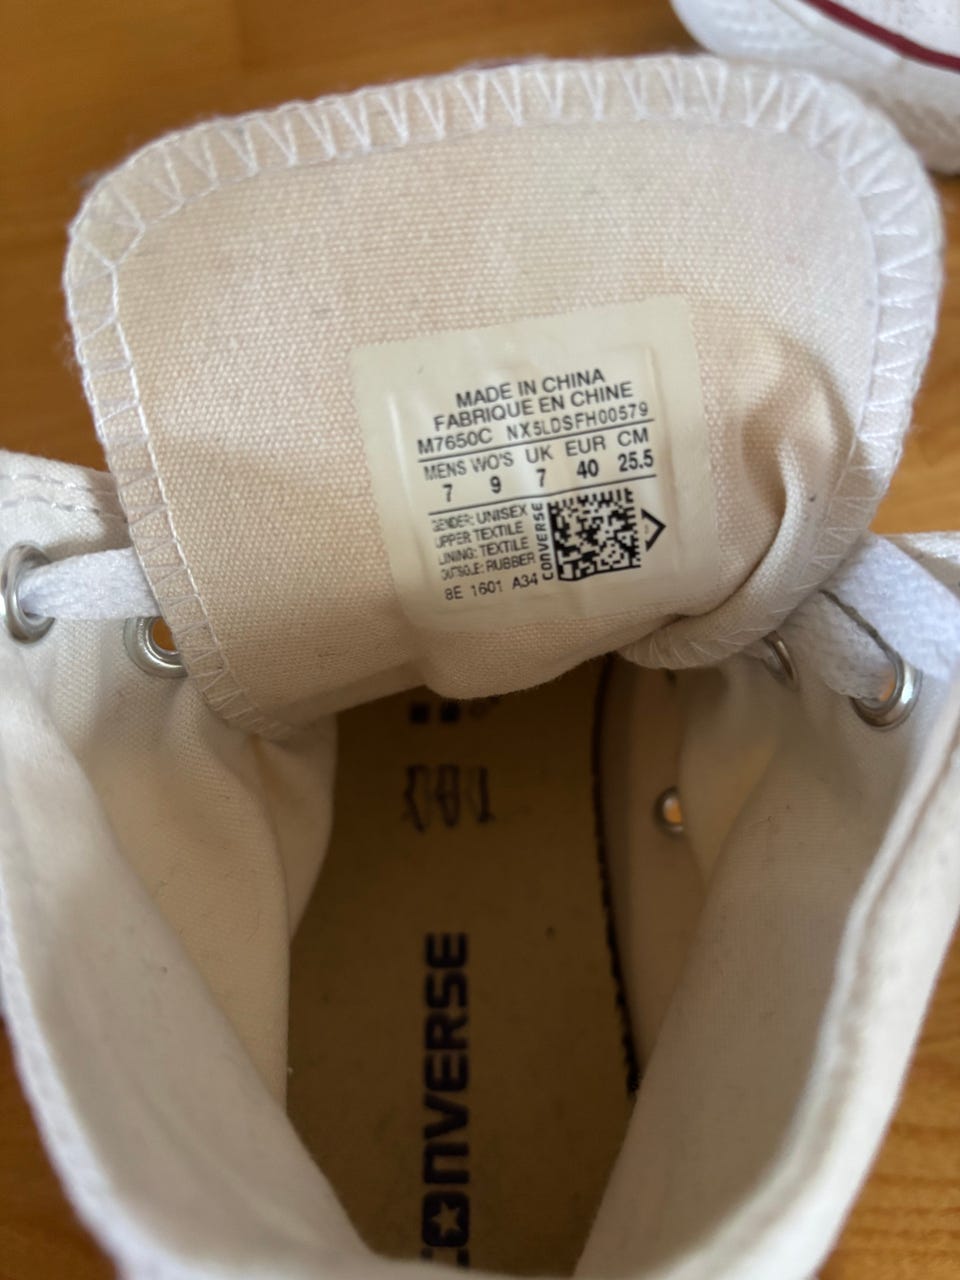 MADE IN CHINA
FABRIQUE EN CHINE
M7650C NX5LDSFH00579
MENS WO'S UK EUR CM
7 9 7 40 25.5
GENDER: UNISEX
UPPER TEXTILE
LINING: TEXTILE
OUTSOLE: RUBBER
8E 1601 A34
CONVERSE
CONVERSE